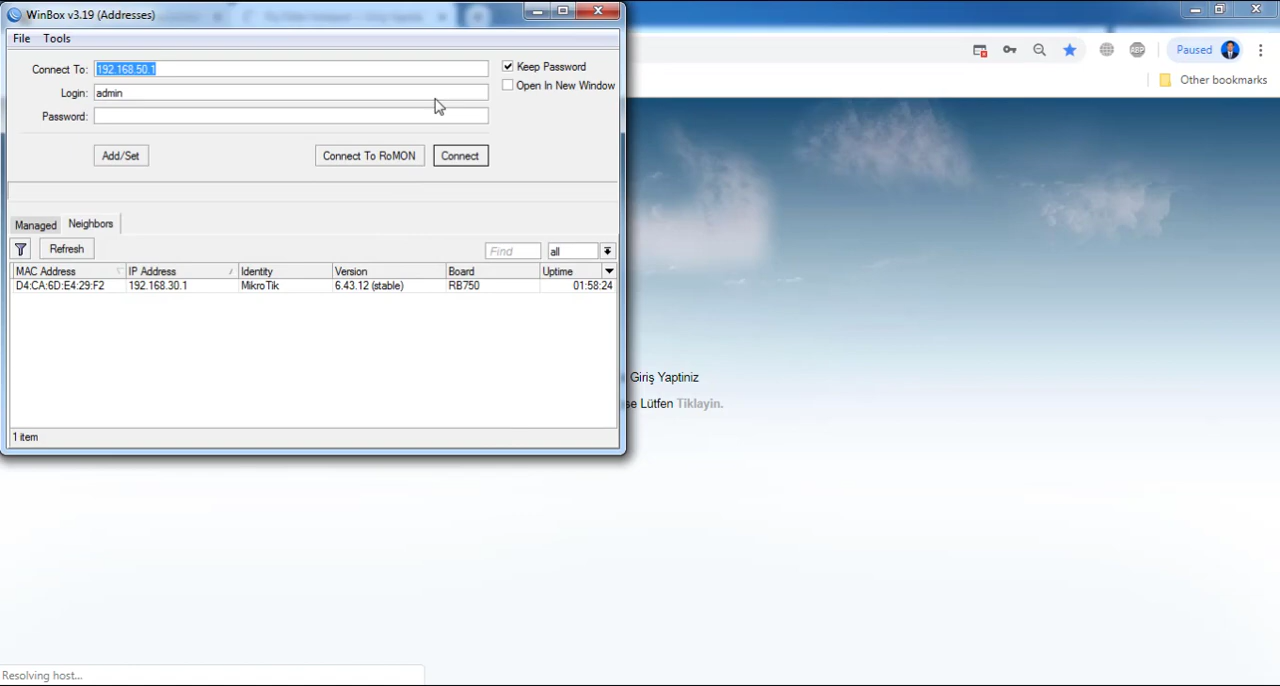 WinBox v3.19 (Addresses)
File Tools
Connect To: 192.168.50.1
Keep Password
Open In New Window
Login: admin
Password:
Add/Set Connect To RoMON Connect
Managed Neighbors
Refresh Find all
MAC Address IP Address Identity Version Board Uptime
D4:CA:6D:E4:29:F2 192.168.30.1 MikroTik 6.43.12 (stable) RB750 01:58:24
1 item
Paused
ABP
Other bookmarks
Giriş Yaptiniz
se Lütfen Tiklayin.
Resolving host...